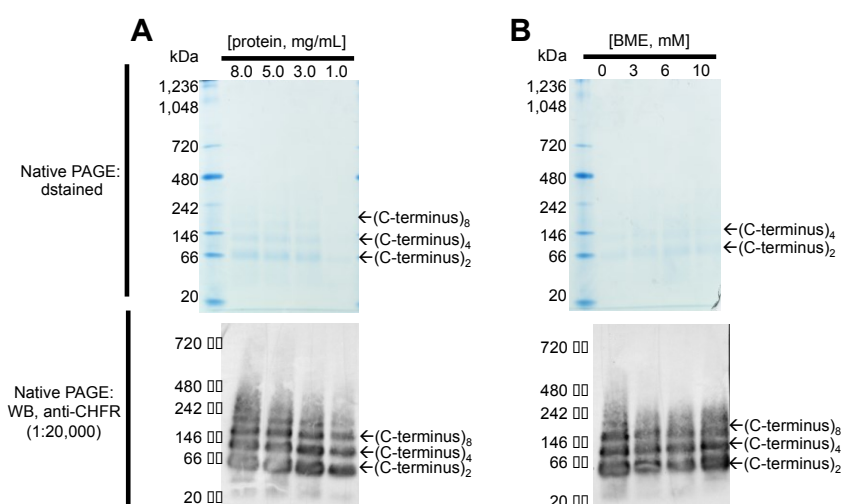 A
[protein, mg/mL]
kDa
8.0 5.0 3.0 1.0
1,236
1,048
720
480
242
146
66
20
←(C-terminus)8
←(C-terminus)4
←(C-terminus)2
Native PAGE:
dstained
B
[BME, mM]
kDa
0 3 6 10
1,236
1,048
720
480
242
146
66
20
←(C-terminus)4
←(C-terminus)2
Native PAGE:
WB, anti-CHFR
(1:20,000)
720 ▯▯
480 ▯▯
242 ▯▯
146 ▯▯
66 ▯▯
20 ▯▯
←(C-terminus)8
←(C-terminus)4
←(C-terminus)2
720 ▯▯
480 ▯▯
242 ▯▯
146 ▯▯
66 ▯▯
20 ▯▯
←(C-terminus)8
←(C-terminus)4
←(C-terminus)2